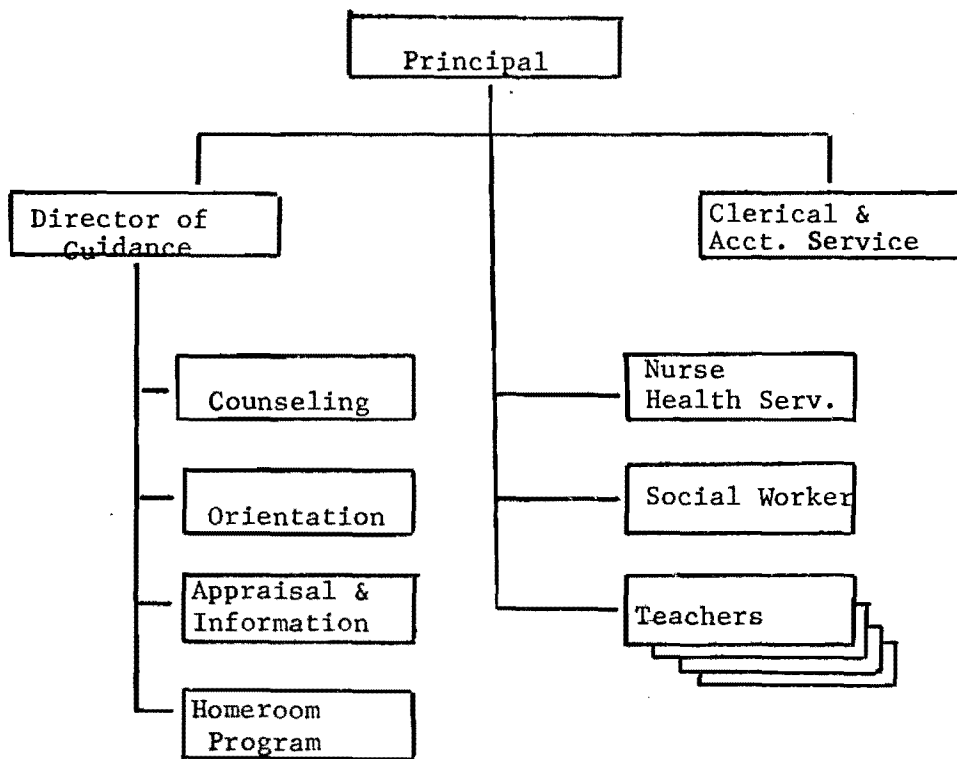 Principal
Director of
Guidance
Clerical &
Acct. Service
Counseling
Orientation
Appraisal &
Information
Homeroom
Program
Nurse
Health Serv.
Social Worker
Teachers